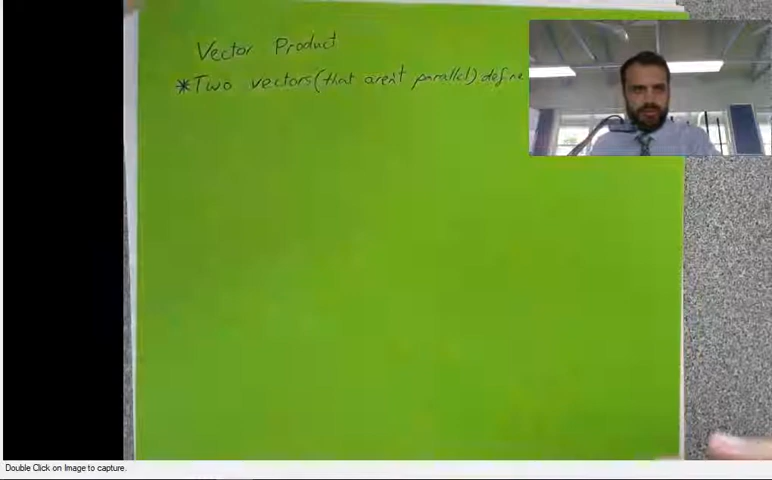 Vector Product
*Two vectors (that aren't parallel) define
Double Click on Image to capture.